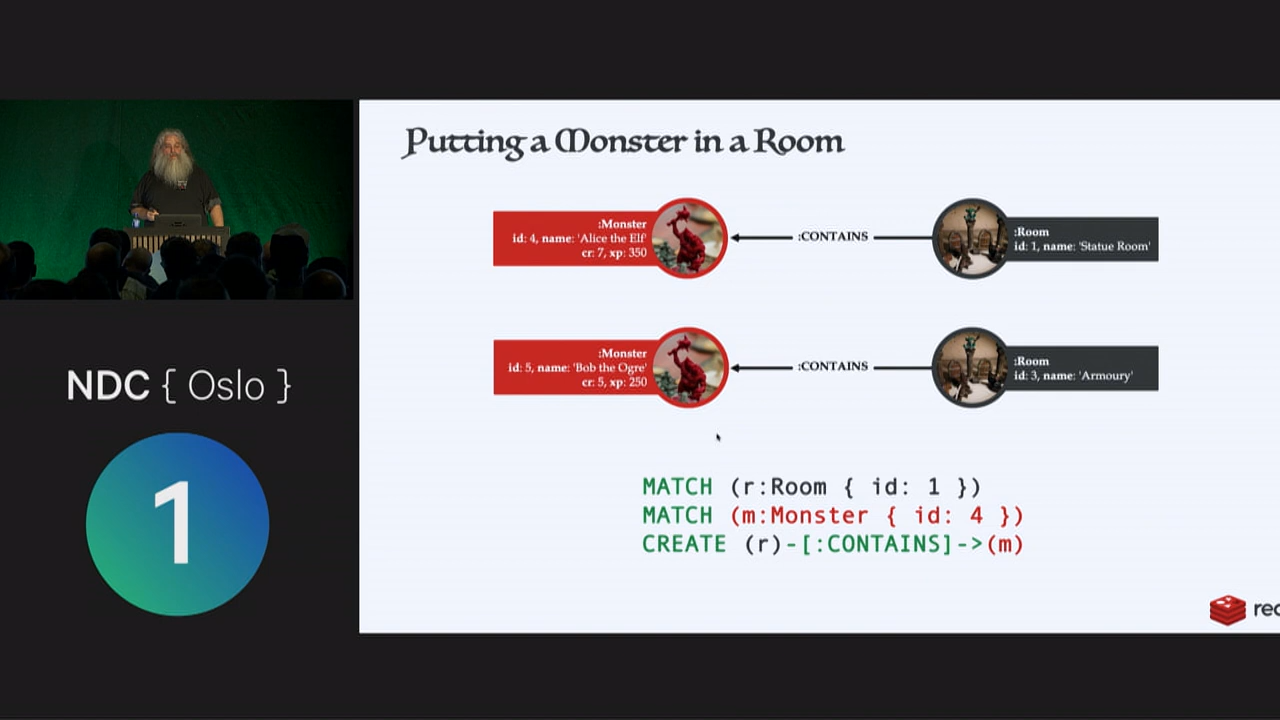 Putting a Monster in a Room
:Monster
id: 4, name: 'Alice the Elf'
cr: 7, xp: 350
:CONTAINS
:Room
id: 1, name: 'Statue Room'
:Monster
id: 5, name: 'Bob the Ogre'
cr: 5, xp: 250
:CONTAINS
:Room
id: 3, name: 'Armoury'
NDC { Oslo }
1
MATCH (r:Room { id: 1 })
MATCH (m:Monster { id: 4 })
CREATE (r)-[:CONTAINS]->(m)